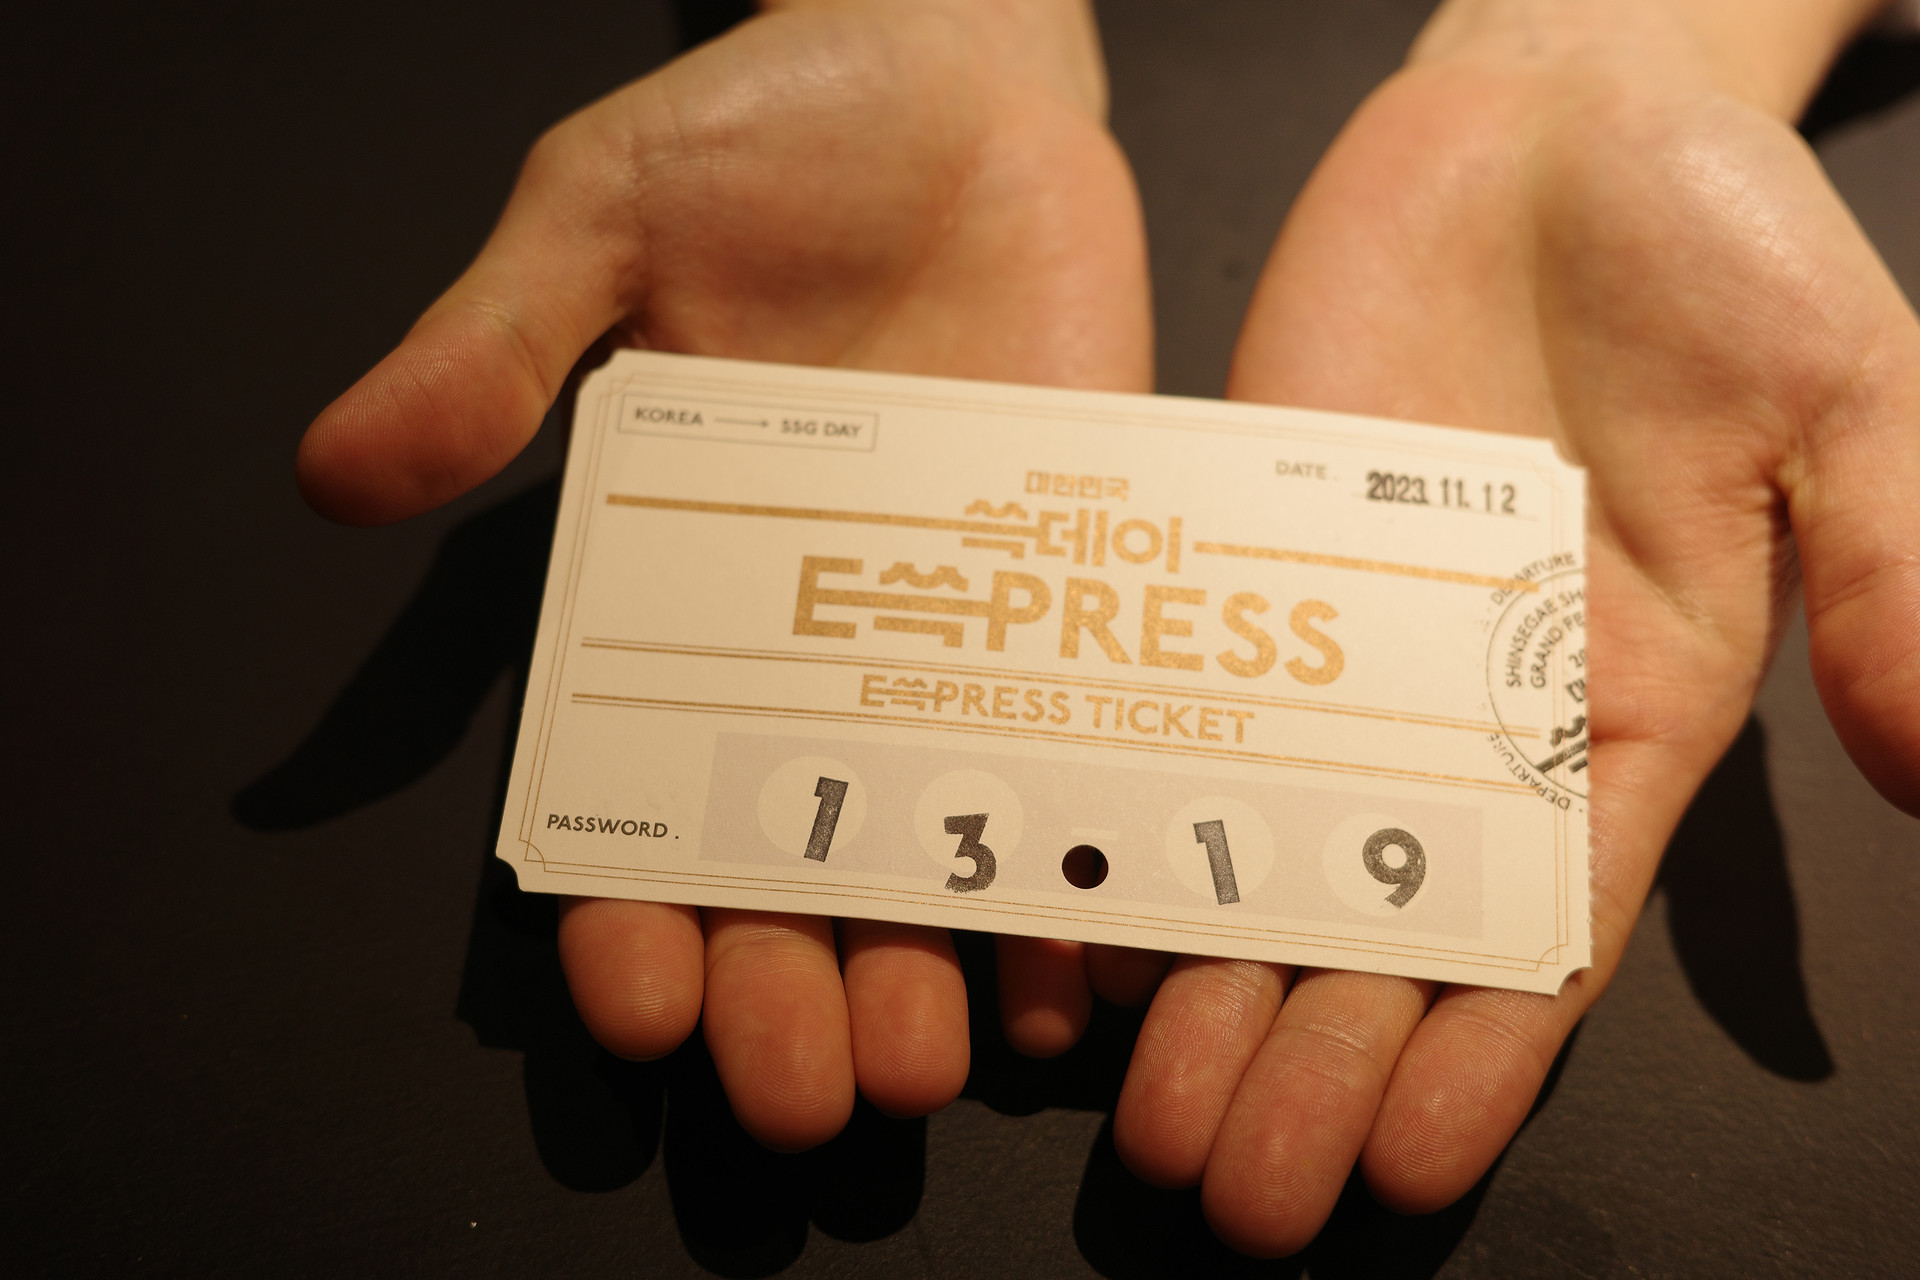 KOREA → SSG DAY
DATE. 2023. 11. 12
대한민국
쓱데이
E쓱PRESS
E쓱PRESS TICKET
PASSWORD. 1 3 - 1 9
DEPARTURE
SHINSEGAE
GRAND
DEPARTURE